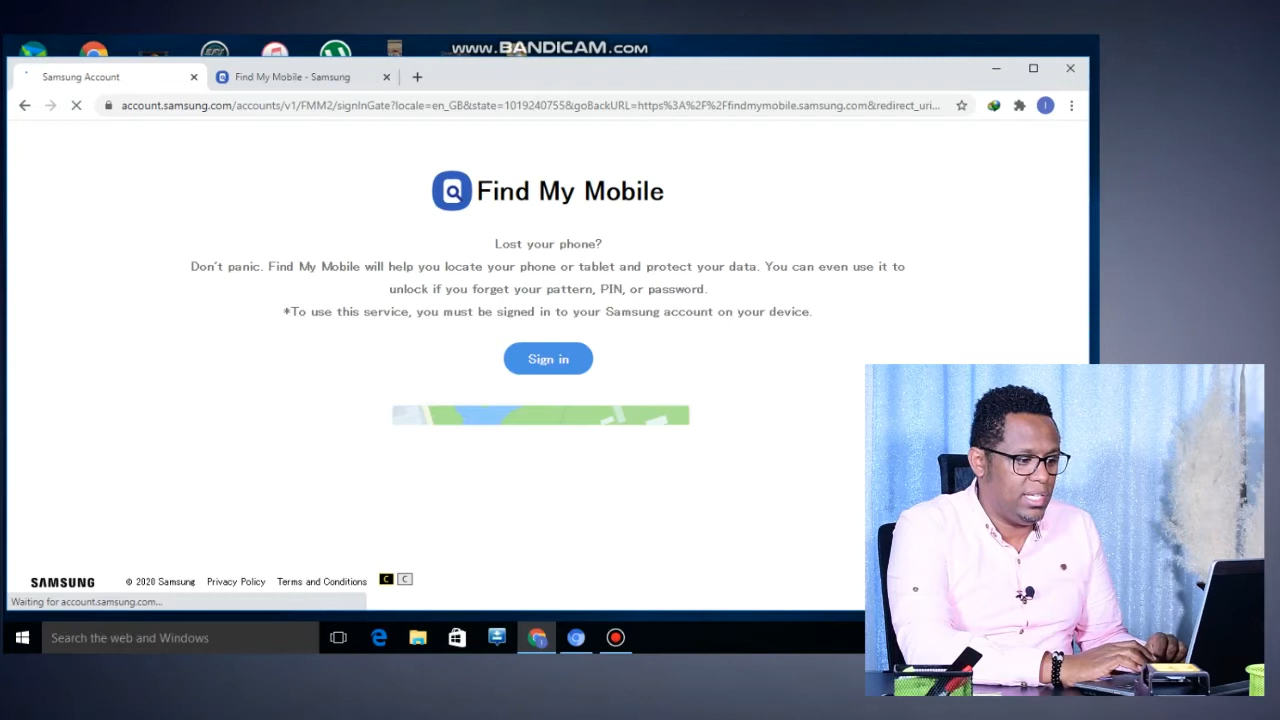 www.BANDICAM.com
Samsung Account
Find My Mobile - Samsung
account.samsung.com/accounts/v1/FMM2/signInGate?locale=en_GB&state=1019240755&goBackURL=https%3A%2F%2Ffindmymobile.samsung.com&redirect_uri...
Find My Mobile
Lost your phone?
Don't panic. Find My Mobile will help you locate your phone or tablet and protect your data. You can even use it to
unlock if you forget your pattern, PIN, or password.
*To use this service, you must be signed in to your Samsung account on your device.
Sign in
SAMSUNG © 2020 Samsung Privacy Policy Terms and Conditions C C
Waiting for account.samsung.com...
Search the web and Windows